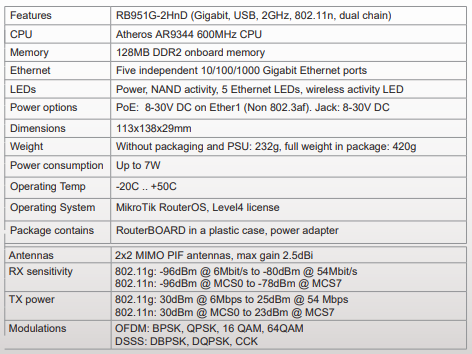 Features RB951G-2HnD (Gigabit, USB, 2GHz, 802.11n, dual chain)
CPU Atheros AR9344 600MHz CPU
Memory 128MB DDR2 onboard memory
Ethernet Five independent 10/100/1000 Gigabit Ethernet ports
LEDs Power, NAND activity, 5 Ethernet LEDs, wireless activity LED
Power options PoE: 8-30V DC on Ether1 (Non 802.3af). Jack: 8-30V DC
Dimensions 113x138x29mm
Weight Without packaging and PSU: 232g, full weight in package: 420g
Power consumption Up to 7W
Operating Temp -20C .. +50C
Operating System MikroTik RouterOS, Level4 license
Package contains RouterBOARD in a plastic case, power adapter
Antennas 2x2 MIMO PIF antennas, max gain 2.5dBi
RX sensitivity 802.11g: -96dBm @ 6Mbit/s to -80dBm @ 54Mbit/s
802.11n: -96dBm @ MCS0 to -78dBm @ MCS7
TX power 802.11g: 30dBm @ 6Mbps to 25dBm @ 54 Mbps
802.11n: 30dBm @ MCS0 to 23dBm @ MCS7
Modulations OFDM: BPSK, QPSK, 16 QAM, 64QAM
DSSS: DBPSK, DQPSK, CCK